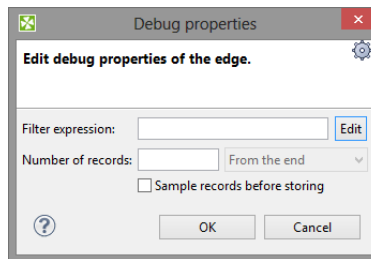 Debug properties
Edit debug properties of the edge.
Filter expression:
Edit
Number of records:
From the end
Sample records before storing
OK
Cancel